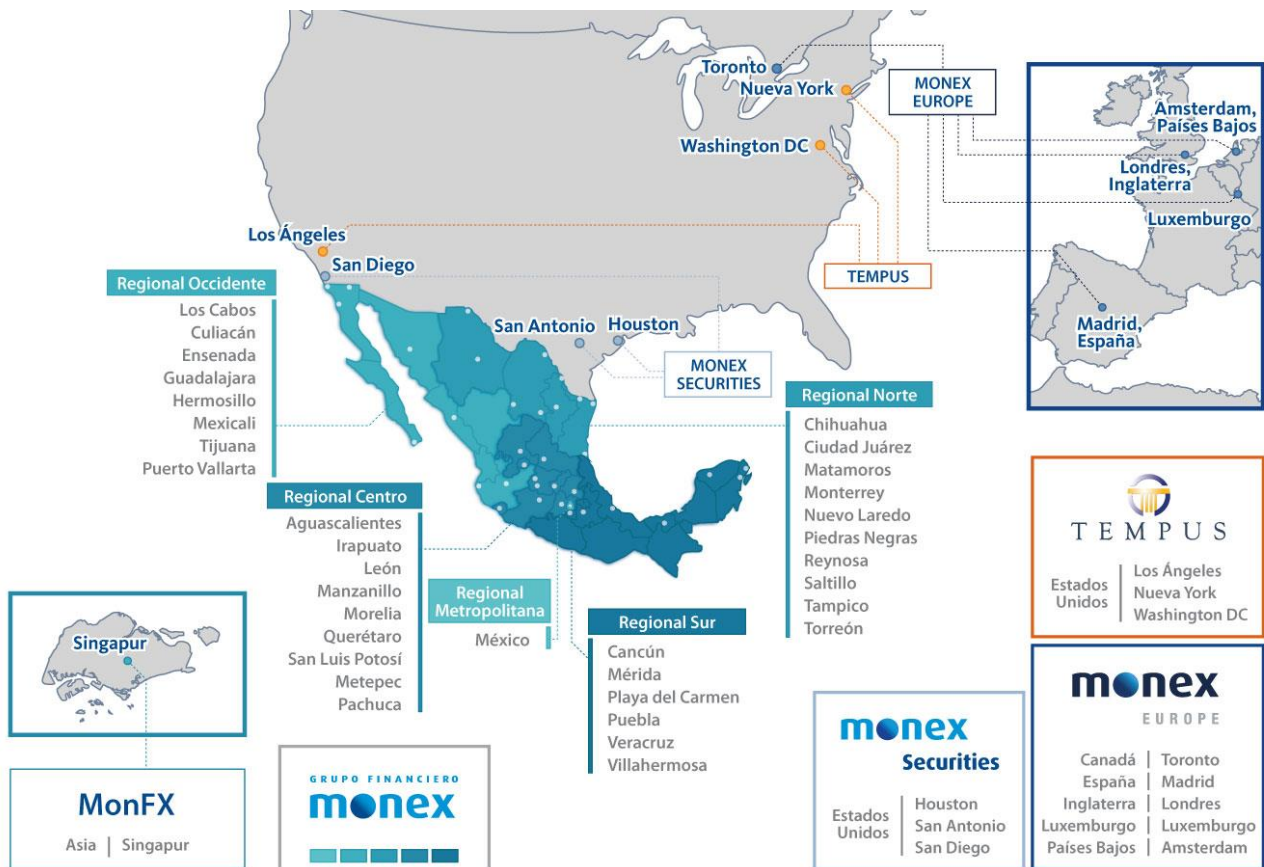 Toronto
Nueva York
Washington DC
Los Ángeles
San Diego
San Antonio
Houston
MONEX
EUROPE
TEMPUS
MONEX
SECURITIES
Amsterdam,
Países Bajos
Londres,
Inglaterra
Luxemburgo
Madrid,
España
Regional Occidente
Los Cabos
Culiacán
Ensenada
Guadalajara
Hermosillo
Mexicali
Tijuana
Puerto Vallarta
Regional Centro
Aguascalientes
Irapuato
León
Manzanillo
Morelia
Querétaro
San Luis Potosí
Metepec
Pachuca
Regional
Metropolitana
México
Regional Sur
Cancún
Mérida
Playa del Carmen
Puebla
Veracruz
Villahermosa
Regional Norte
Chihuahua
Ciudad Juárez
Matamoros
Monterrey
Nuevo Laredo
Piedras Negras
Reynosa
Saltillo
Tampico
Torreón
Singapur
MonFX
Asia | Singapur
GRUPO FINANCIERO
monex
monex
Securities
Estados
Unidos
Houston
San Antonio
San Diego
TEMPUS
Estados
Unidos
Los Ángeles
Nueva York
Washington DC
monex
EUROPE
Canadá | Toronto
España | Madrid
Inglaterra | Londres
Luxemburgo | Luxemburgo
Países Bajos | Amsterdam